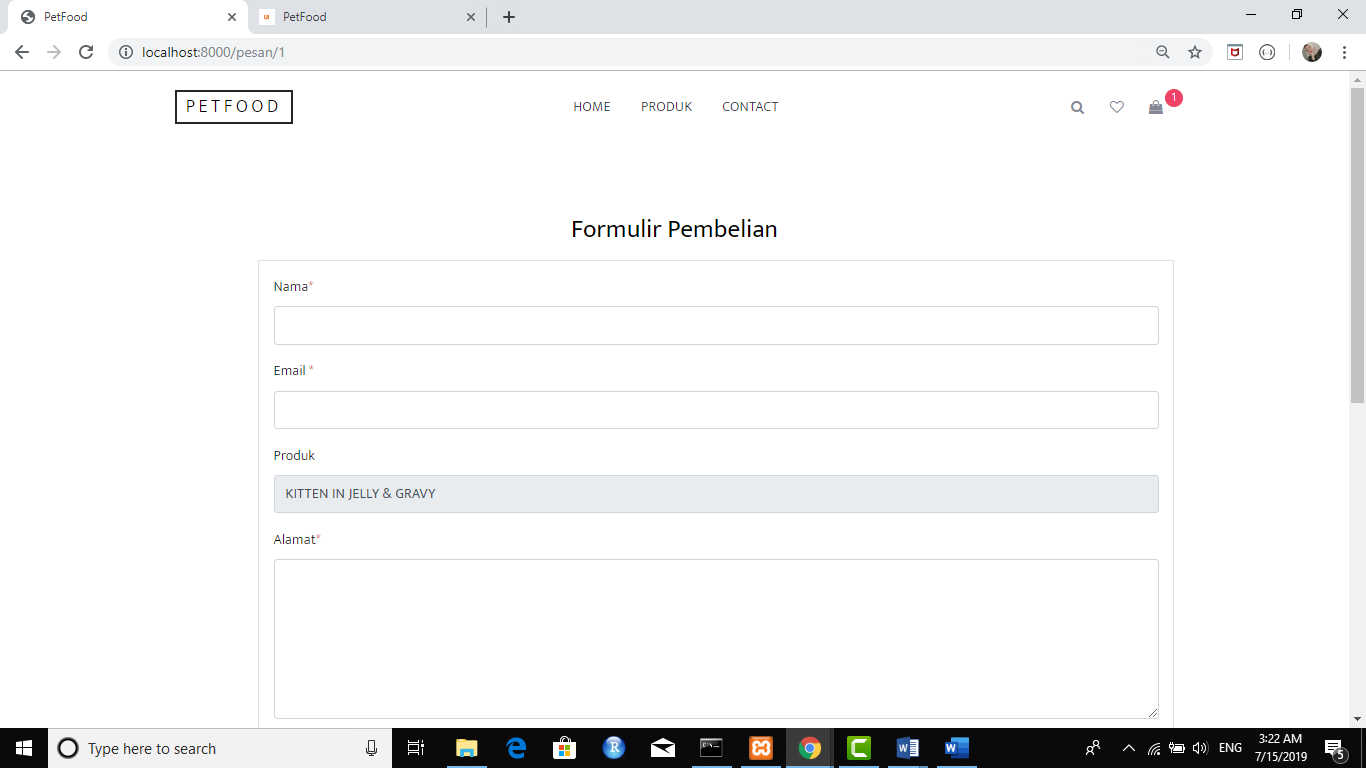 PetFood
PetFood
localhost:8000/pesan/1
PETFOOD
HOME
PRODUK
CONTACT
1
Formulir Pembelian
Nama*
Email *
Produk
KITTEN IN JELLY & GRAVY
Alamat*
Type here to search
ENG
3:22 AM
7/15/2019
5